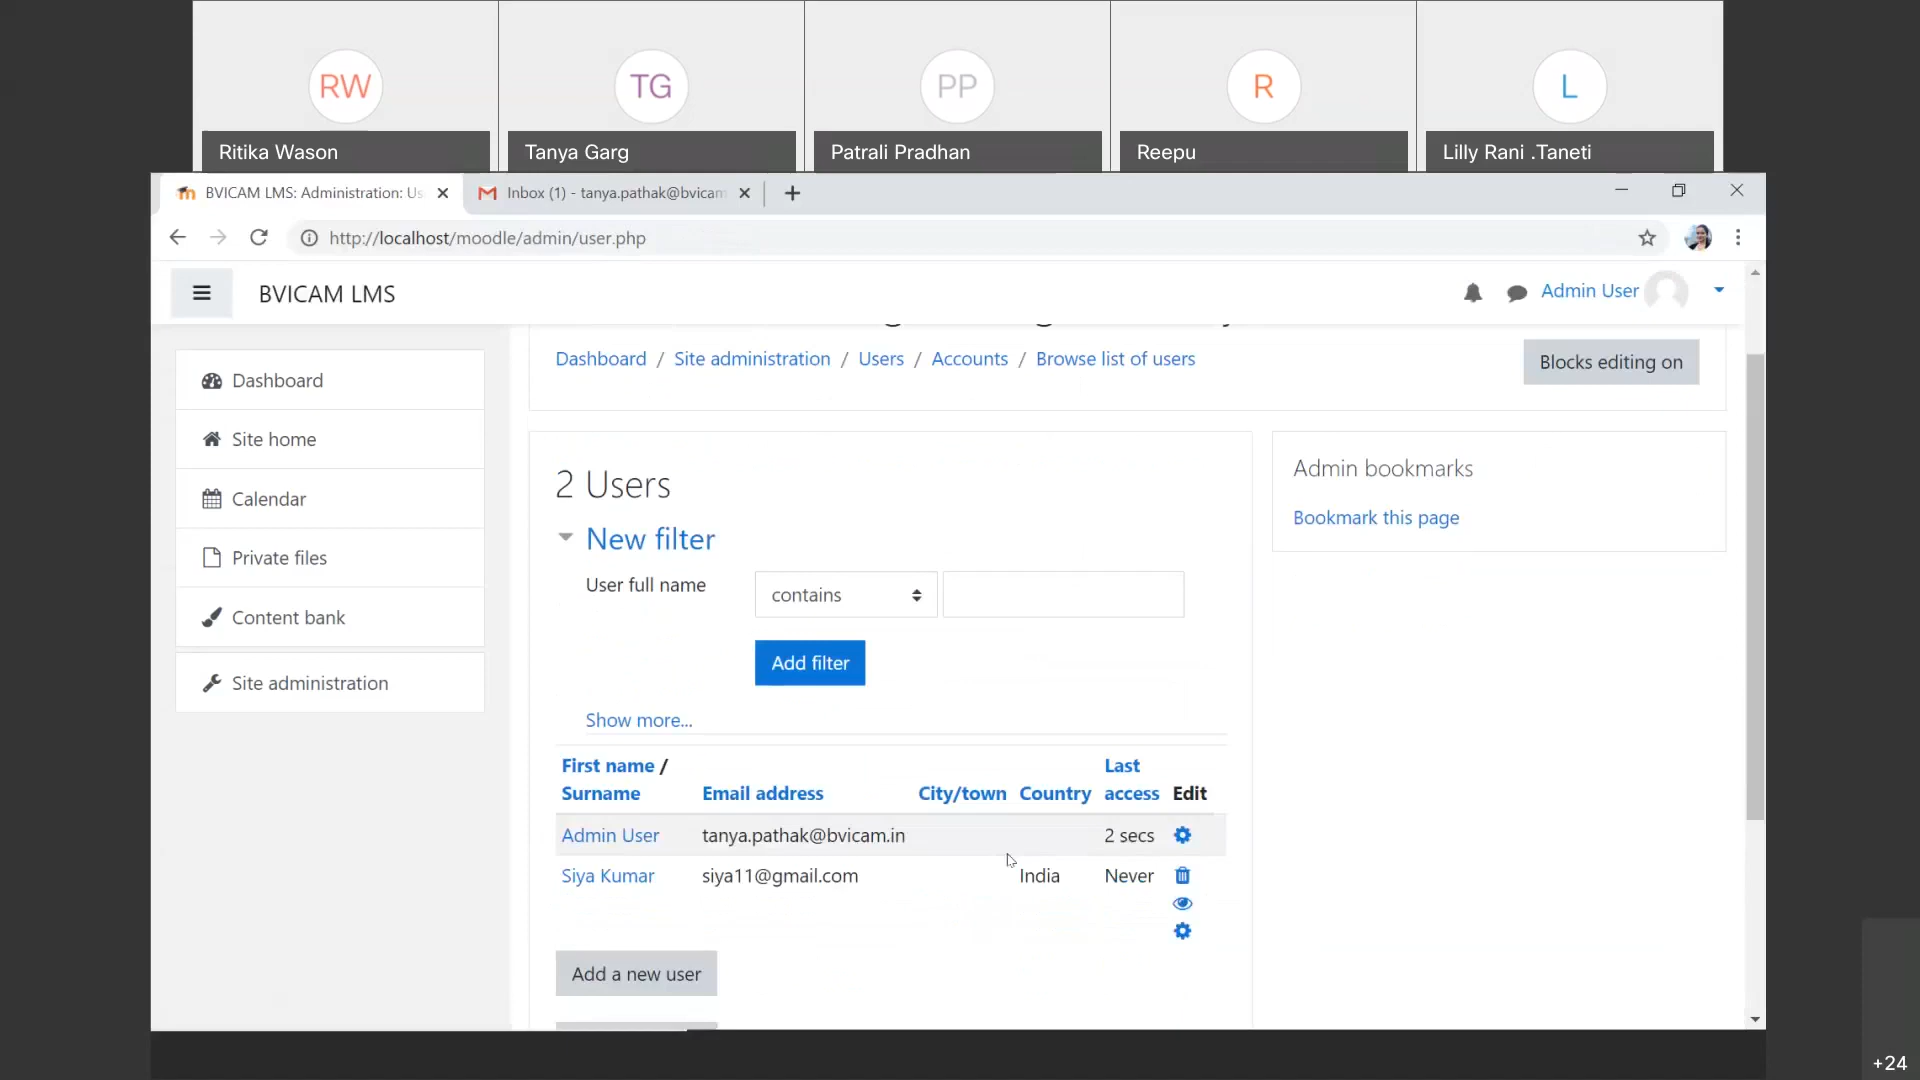 RW
TG
PP
R
L
Ritika Wason
Tanya Garg
Patrali Pradhan
Reepu
Lilly Rani .Taneti
BVICAM LMS: Administration: Us
Inbox (1) - tanya.pathak@bvicam
http://localhost/moodle/admin/user.php
BVICAM LMS
Admin User
Dashboard / Site administration / Users / Accounts / Browse list of users
Blocks editing on
Dashboard
Site home
Calendar
Private files
Content bank
Site administration
2 Users
New filter
User full name
contains
Add filter
Show more...
First name / Surname Email address City/town Country Last access Edit
Admin User tanya.pathak@bvicam.in 2 secs
Siya Kumar siya11@gmail.com India Never
Add a new user
Admin bookmarks
Bookmark this page
+24